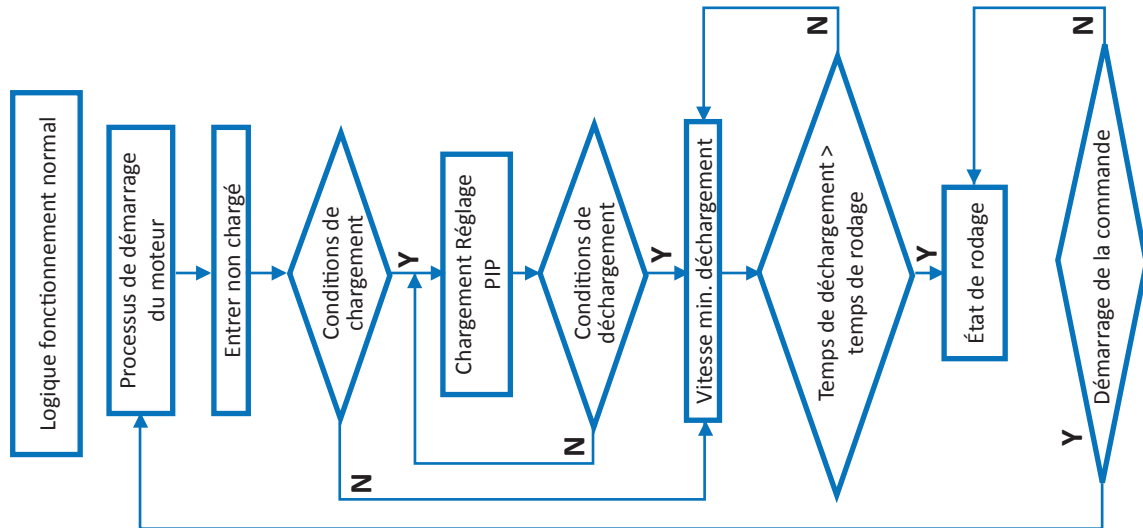 Logique fonctionnement normal
Processus de démarrage
du moteur
Entrer non chargé
Conditions de
chargement
Y
N
Chargement Réglage
PIP
Conditions de
déchargement
N
Y
Vitesse min. déchargement
Temps de déchargement >
temps de rodage
N
Y
État de rodage
Démarrage de la commande
Y
N